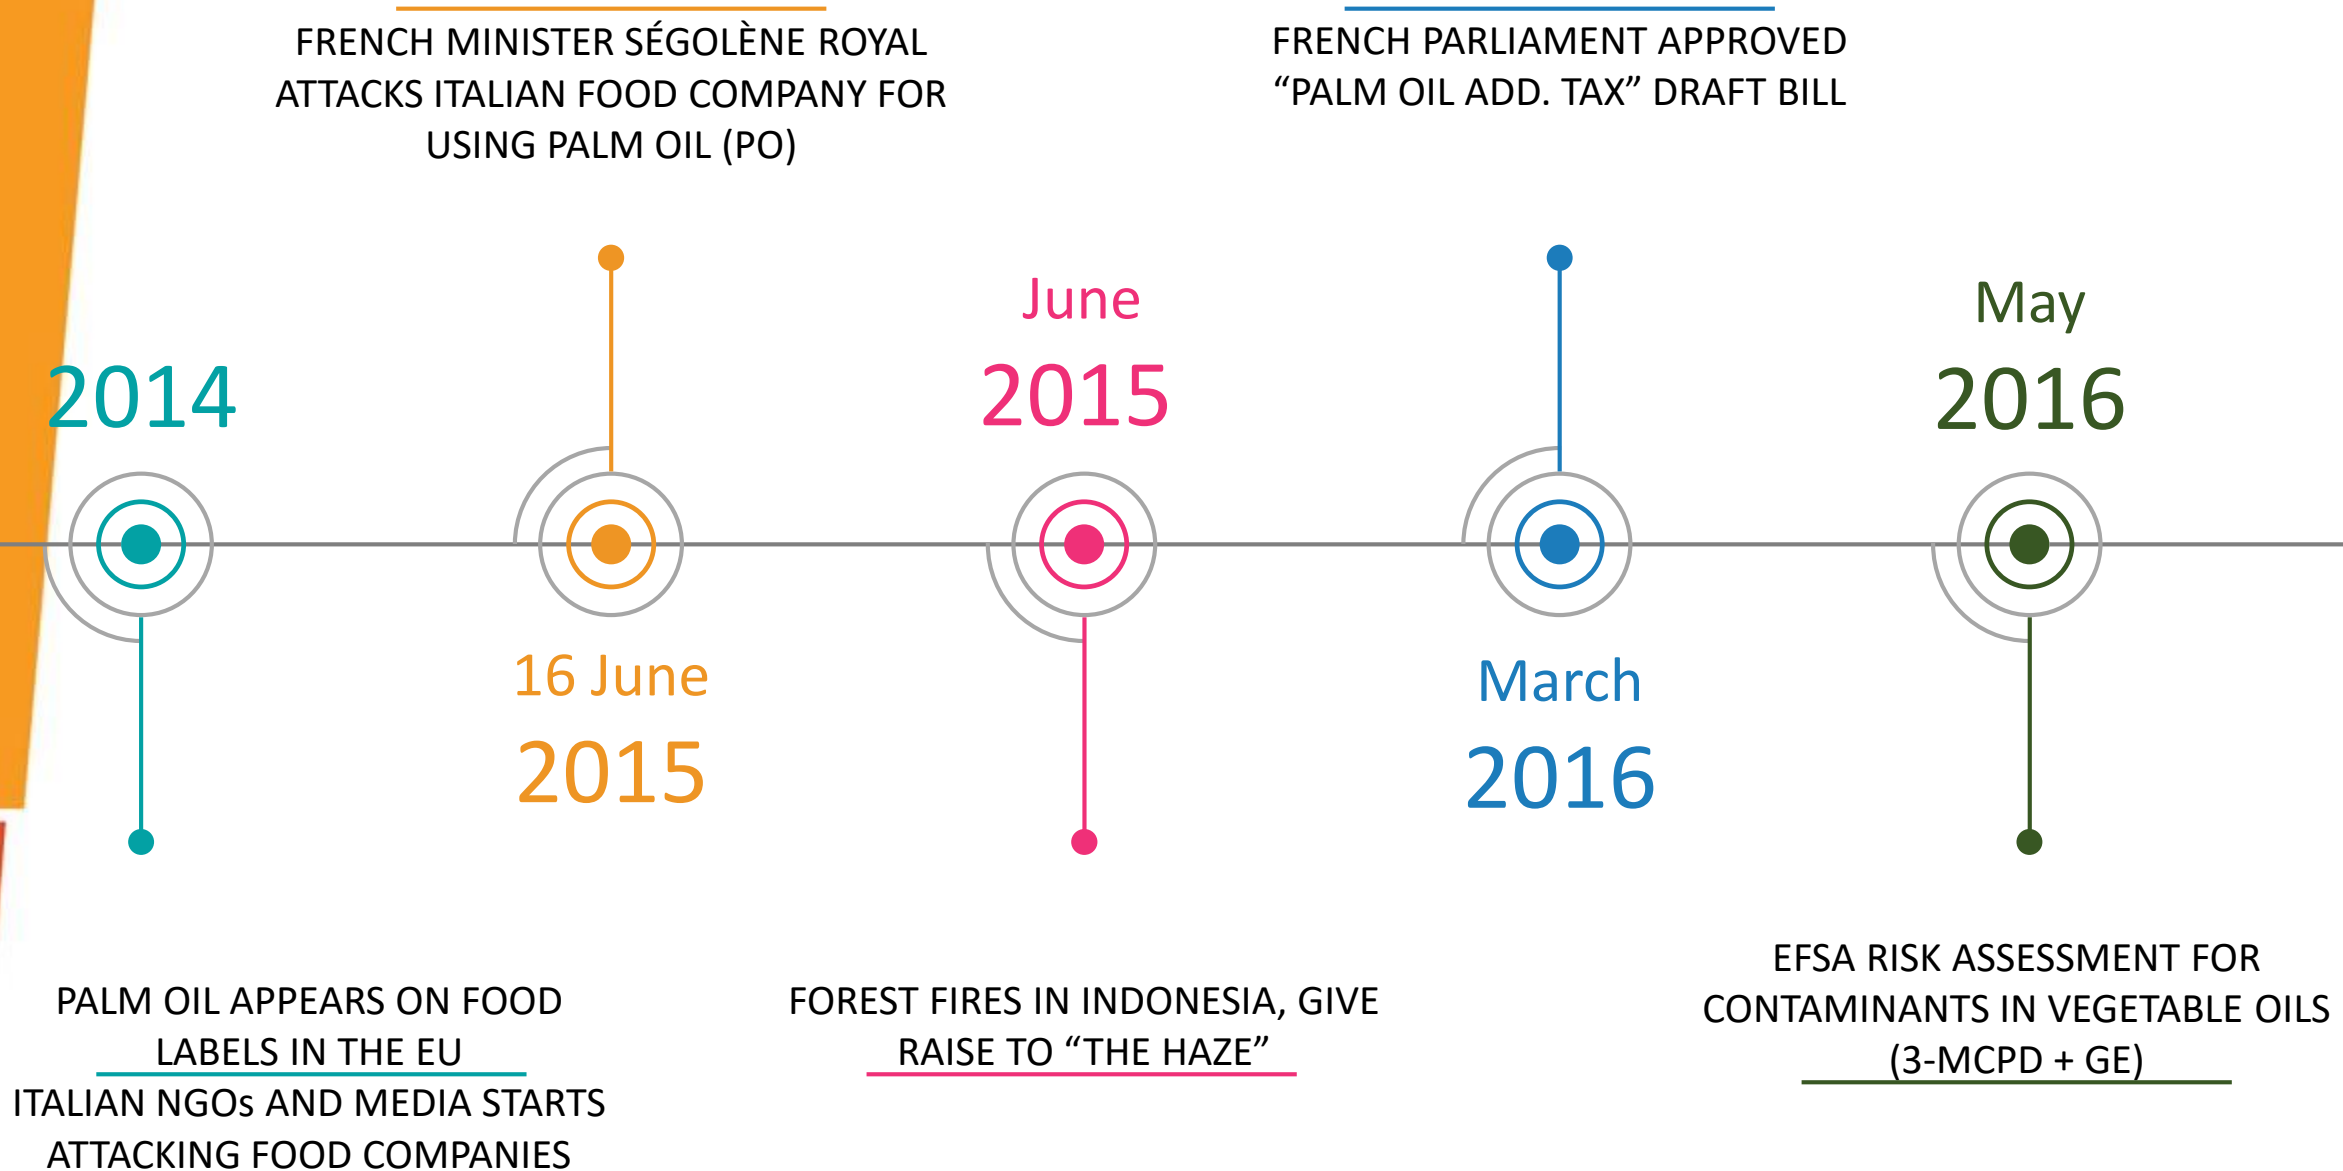 FRENCH MINISTER SÉGOLÈNE ROYAL
ATTACKS ITALIAN FOOD COMPANY FOR
USING PALM OIL (PO)
FRENCH PARLIAMENT APPROVED
“PALM OIL ADD. TAX” DRAFT BILL
2014
June
2015
May
2016
16 June
2015
March
2016
PALM OIL APPEARS ON FOOD
LABELS IN THE EU
ITALIAN NGOs AND MEDIA STARTS
ATTACKING FOOD COMPANIES
FOREST FIRES IN INDONESIA, GIVE
RAISE TO “THE HAZE”
EFSA RISK ASSESSMENT FOR
CONTAMINANTS IN VEGETABLE OILS
(3-MCPD + GE)